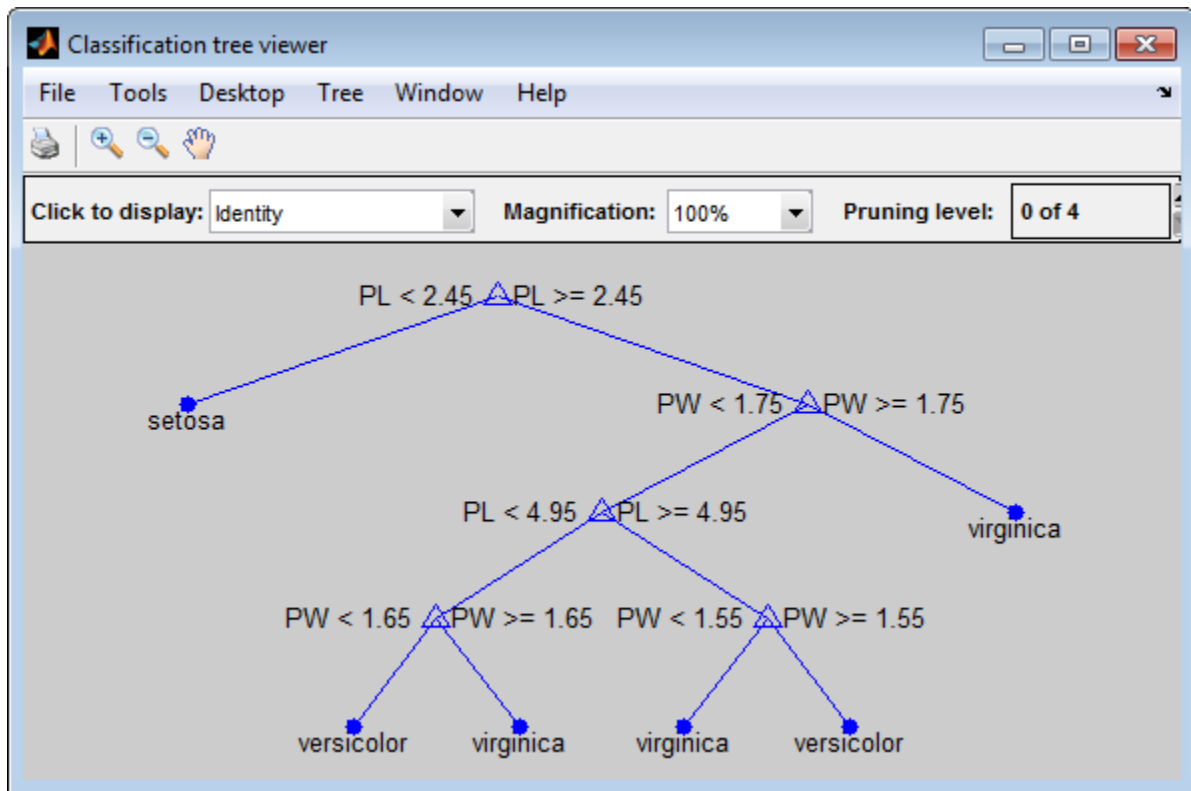 Classification tree viewer
File Tools Desktop Tree Window Help
Click to display: Identity Magnification: 100% Pruning level: 0 of 4
PL < 2.45 PL >= 2.45
setosa
PW < 1.75 PW >= 1.75
PL < 4.95 PL >= 4.95
virginica
PW < 1.65 PW >= 1.65 PW < 1.55 PW >= 1.55
versicolor virginica virginica versicolor